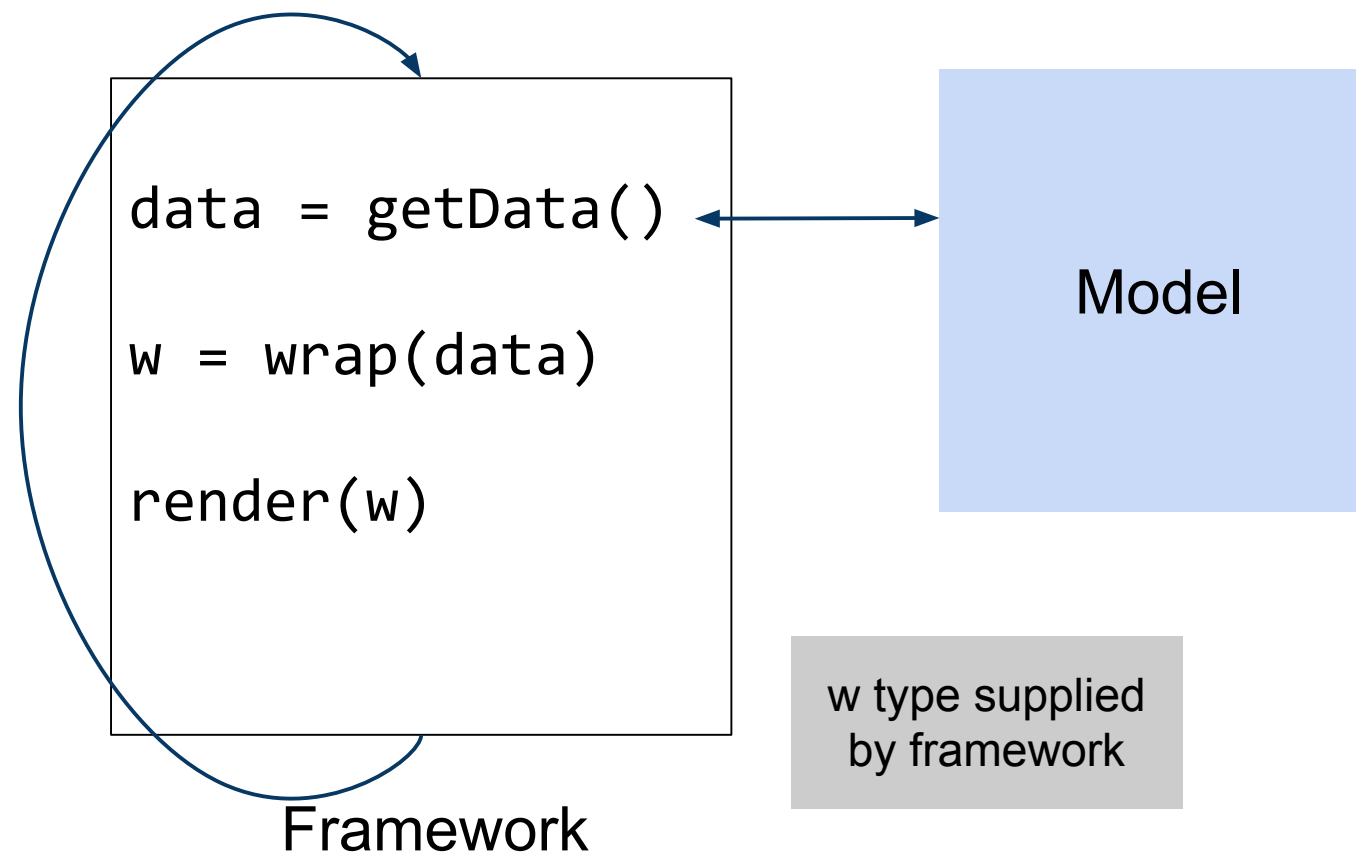 data = getData()
w = wrap(data)
render(w)
Model
w type supplied
by framework
Framework